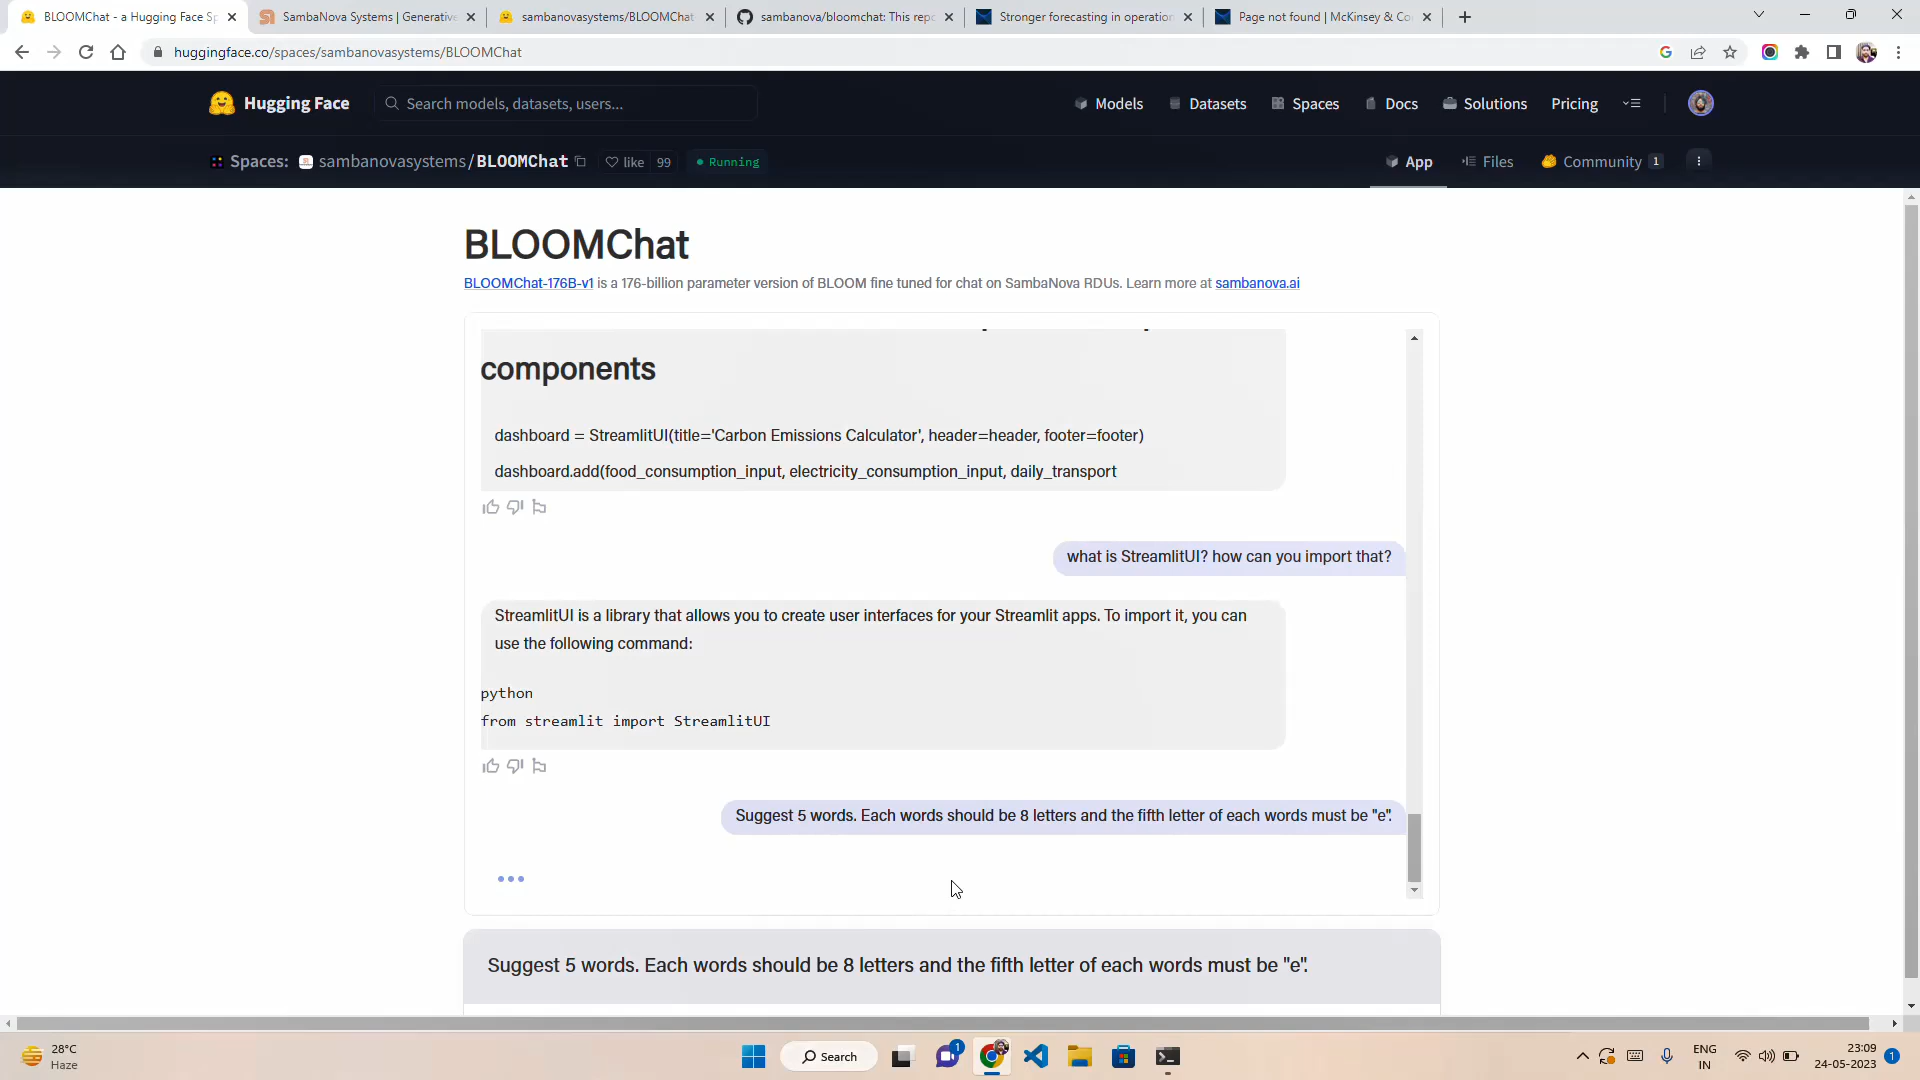 BLOOMChat - a Hugging Face Sp
SambaNova Systems | Generative
sambanovasystems/BLOOMChat
sambanova/bloomchat: This repo
Stronger forecasting in operation
Page not found | McKinsey & Co
huggingface.co/spaces/sambanovasystems/BLOOMChat
Hugging Face
Search models, datasets, users...
Models
Datasets
Spaces
Docs
Solutions
Pricing
Spaces:
sambanovasystems/BLOOMChat
like
99
Running
App
Files
Community
1
BLOOMChat
BLOOMChat-176B-v1 is a 176-billion parameter version of BLOOM fine tuned for chat on SambaNova RDUs. Learn more at sambanova.ai
components
dashboard = StreamlitUI(title='Carbon Emissions Calculator', header=header, footer=footer)
dashboard.add(food_consumption_input, electricity_consumption_input, daily_transport
what is StreamlitUI? how can you import that?
StreamlitUI is a library that allows you to create user interfaces for your Streamlit apps. To import it, you can
use the following command:
python
from streamlit import StreamlitUI
Suggest 5 words. Each words should be 8 letters and the fifth letter of each words must be "e".
Suggest 5 words. Each words should be 8 letters and the fifth letter of each words must be "e".
28°C
Haze
Search
1
ENG
IN
23:09
24-05-2023
1